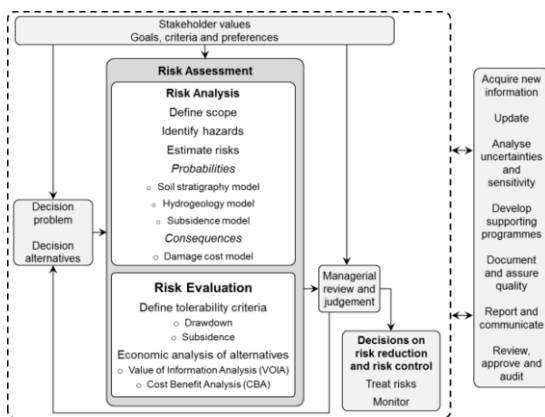 Stakeholder values
Goals, criteria and preferences
Risk Assessment
Risk Analysis
Define scope
Identify hazards
Estimate risks
Probabilities
Soil stratigraphy model
Hydrogeology model
Subsidence model
Consequences
Damage cost model
Risk Evaluation
Define tolerability criteria
Drawdown
Subsidence
Economic analysis of alternatives
Value of Information Analysis (VOIA)
Cost Benefit Analysis (CBA)
Decision
problem
Decision
alternatives
Managerial
review and
judgement
Decisions on
risk reduction
and risk control
Treat risks
Monitor
Acquire new
information
Update
Analyse
uncertainties
and
sensitivity
Develop
supporting
programmes
Document
and assure
quality
Report and
communicate
Review,
approve and
audit